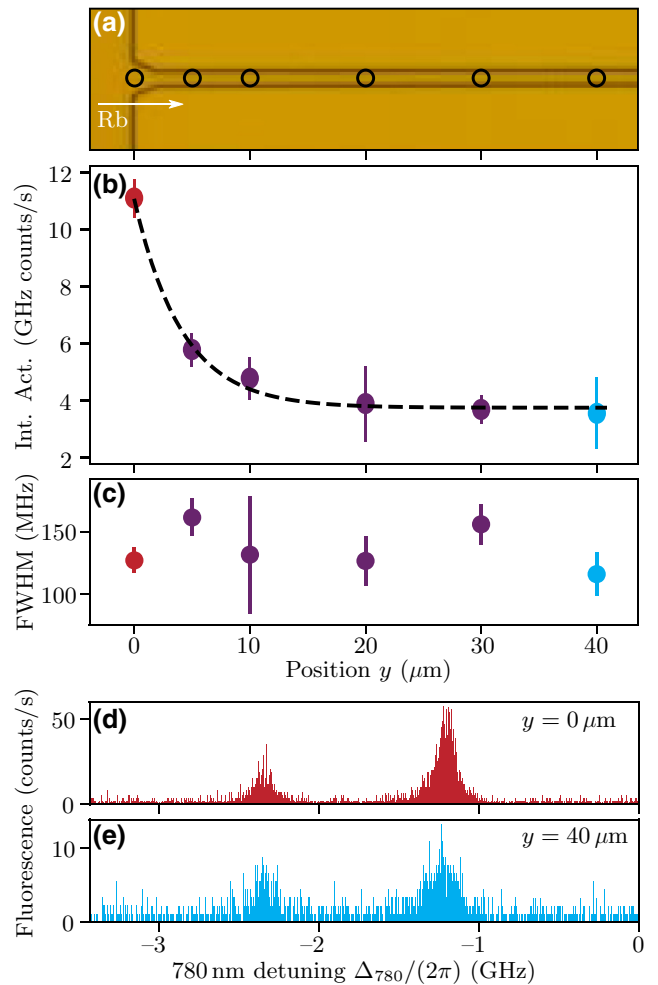 (a)
Rb
(b)
12
10
8
6
4
2
Int. Act. (GHz counts/s)
(c)
150
100
FWHM (MHz)
0
10
20
30
40
Position y (μm)
(d)
y = 0 μm
50
0
(e)
y = 40 μm
10
0
Fluorescence (counts/s)
−3
−2
−1
0
780 nm detuning Δ780/(2π) (GHz)